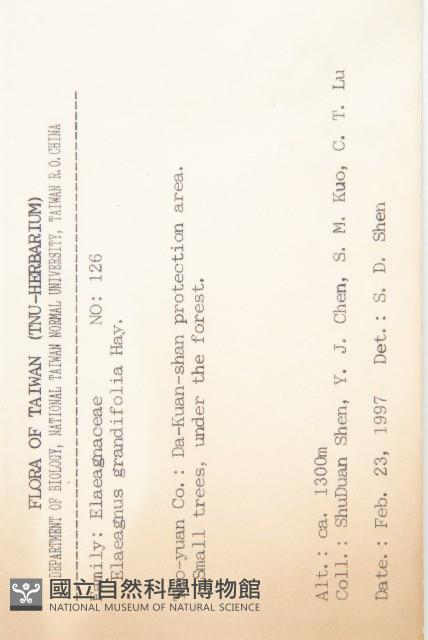 FLORA OF TAIWAN (TNU-HERBARIUM)
DEPARTMENT OF BIOLOGY, NATIONAL TAIWAN NORMAL UNIVERSITY, TAIWAN R.O.CHINA
mily: Elaeagnaceae NO: 126
Elaeagnus grandifolia Hay.
o-yuan Co.: Da-Kuan-shan protection area.
Small trees, under the forest.
Alt.: ca. 1300m
Coll.: ShuDuan Shen, Y. J. Chen, S. M. Kuo, C. T. Lu
Date.: Feb. 23, 1997 Det.: S. D. Shen
國立自然科學博物館
NATIONAL MUSEUM OF NATURAL SCIENCE